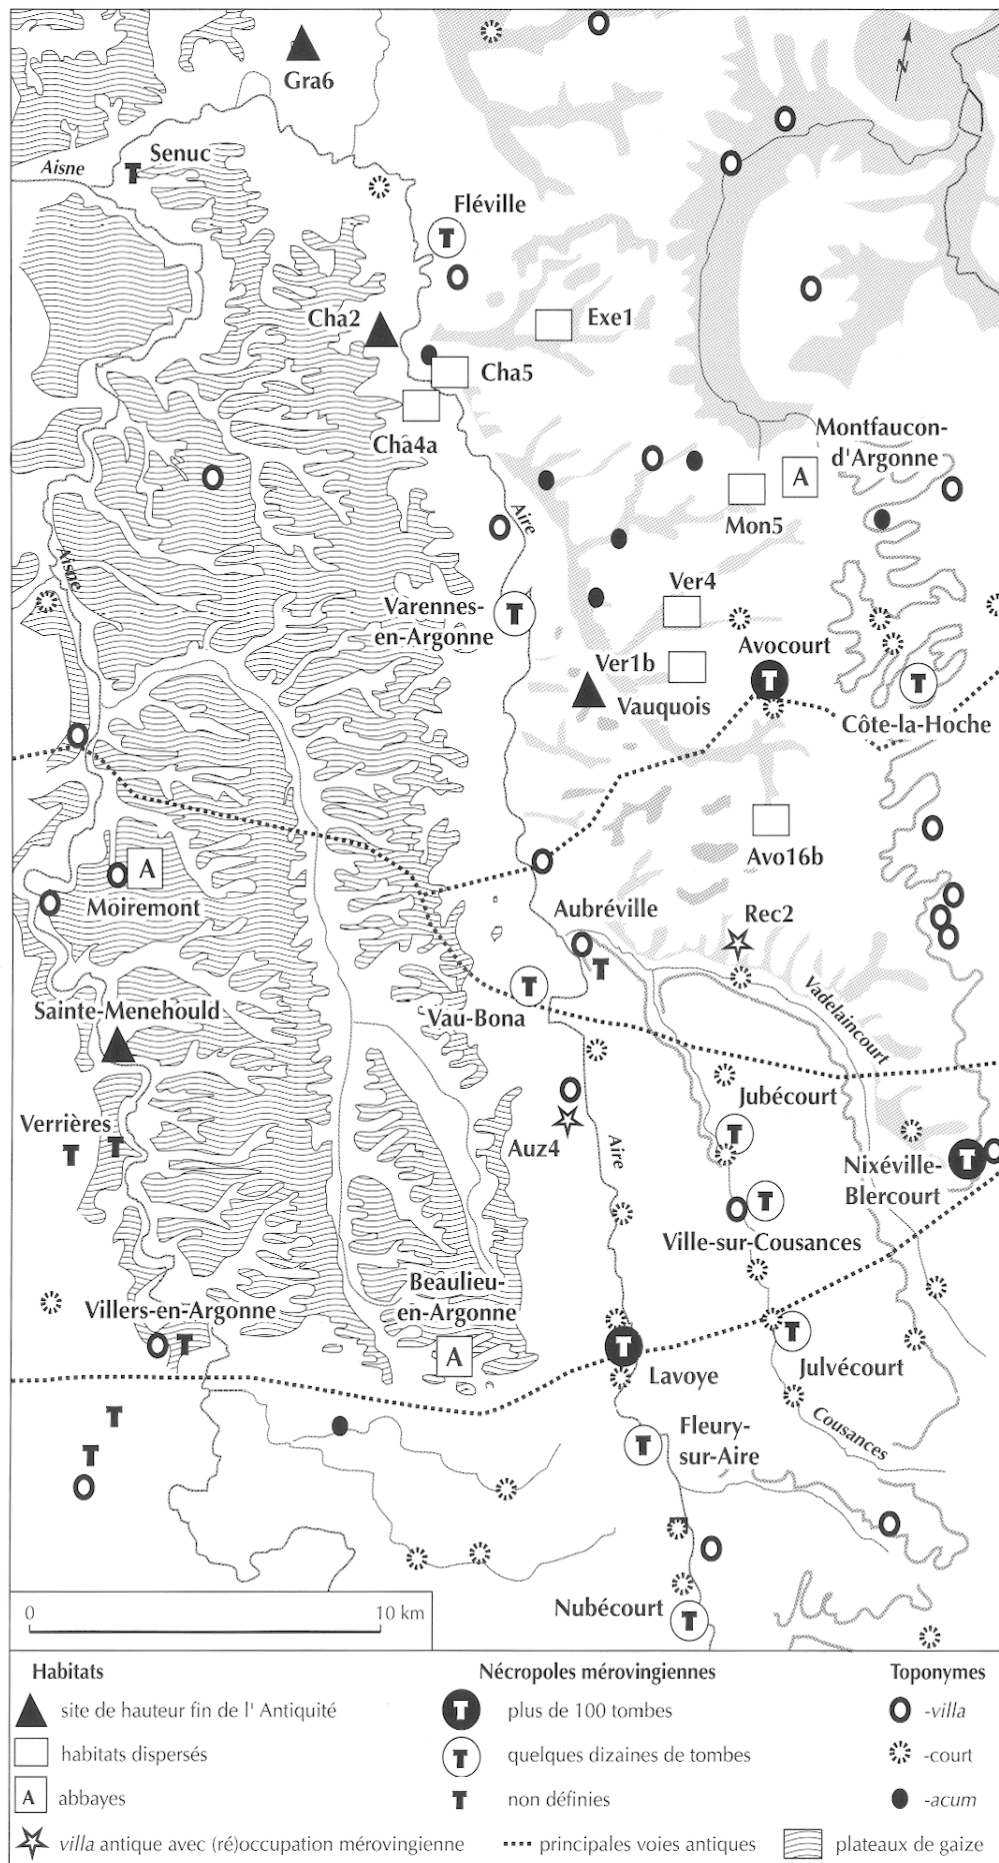 N
Gra6
Senuc
Aisne
T
Fléville
T
Cha2
Exe1
Cha5
Cha4a
Montfaucon-
d'Argonne
A
Mon5
Aire
Aisne
Ver4
Varennes-
en-Argonne
T
Avocourt
T
Ver1b
Vauquois
T
Côte-la-Hoche
Avo16b
A
Moiremont
Aubréville
T
Rec2
Vadelaincourt
Sainte-Menehould
T
Vau-Bona
Jubécourt
T
Verrières
T
T
Auz4
Aire
Nixéville-
Blercourt
T
T
Ville-sur-Cousances
Beaulieu-
en-Argonne
A
Villers-en-Argonne
T
T
Lavoye
T
Julvécourt
T
T
T
Fleury-
sur-Aire
Cousances
0 10 km
Nubécourt
T
Habitats
site de hauteur fin de l' Antiquité
habitats dispersés
A abbayes
villa antique avec (ré)occupation mérovingienne
Nécropoles mérovingiennes
T plus de 100 tombes
T quelques dizaines de tombes
T non définies
principales voies antiques
Toponymes
-villa
-court
-acum
plateaux de gaize